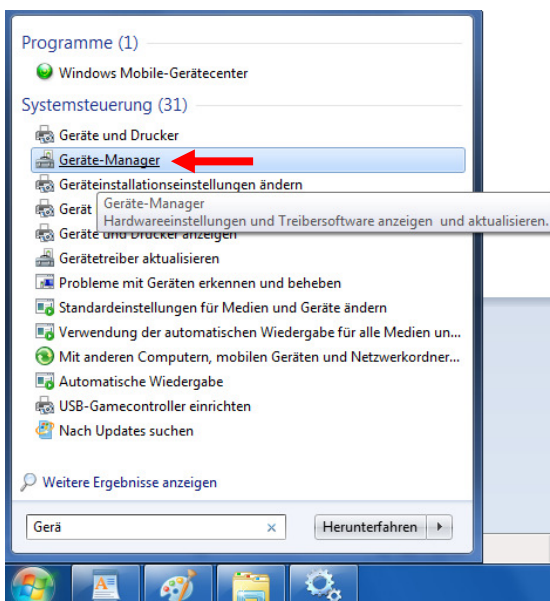 Programme (1)
Windows Mobile-Gerätecenter
Systemsteuerung (31)
Geräte und Drucker
Geräte-Manager
Geräteinstallationseinstellungen ändern
Gerät
Geräte-Manager
Hardwareeinstellungen und Treibersoftware anzeigen und aktualisieren.
Geräte und Drucker anzeigen
Gerätetreiber aktualisieren
Probleme mit Geräten erkennen und beheben
Standardeinstellungen für Medien und Geräte ändern
Verwendung der automatischen Wiedergabe für alle Medien un...
Mit anderen Computern, mobilen Geräten und Netzwerkordner...
Automatische Wiedergabe
USB-Gamecontroller einrichten
Nach Updates suchen
Weitere Ergebnisse anzeigen
Gerä
Herunterfahren